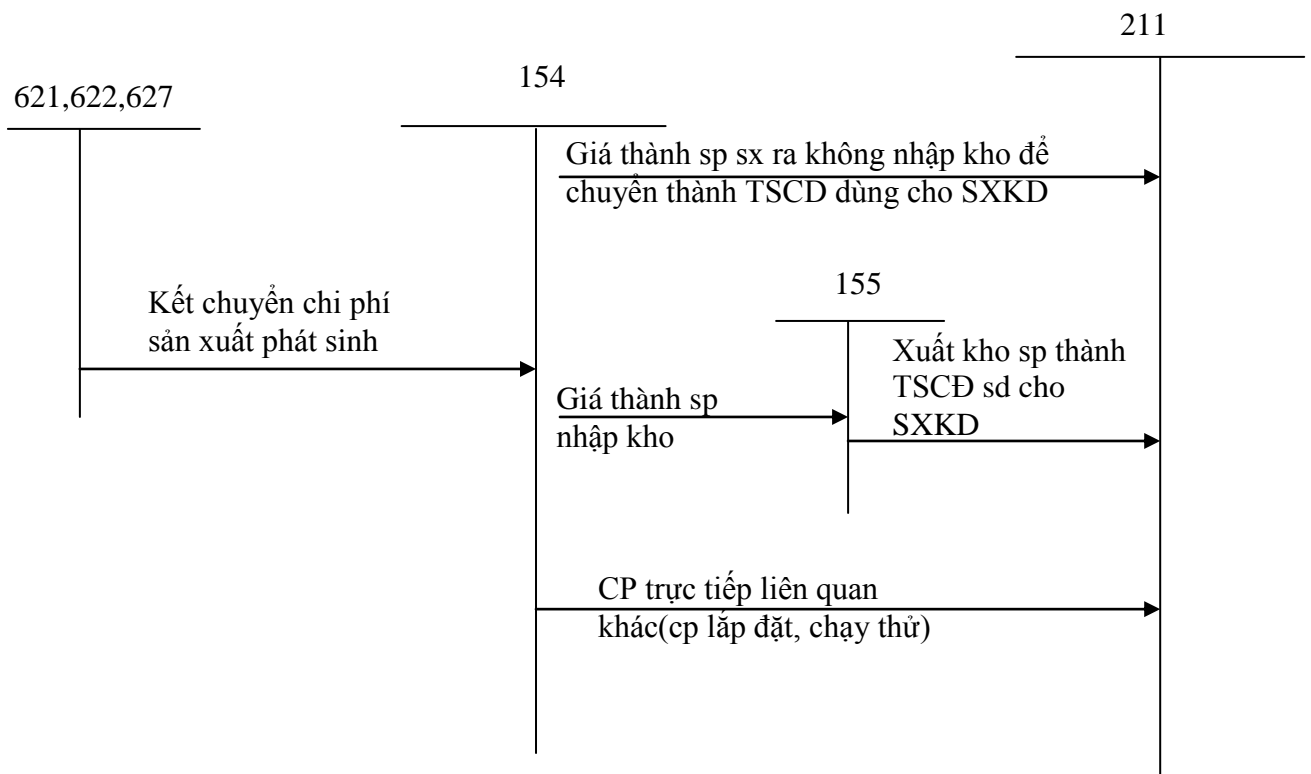 211
154
621,622,627
Giá thành sp sx ra không nhập kho để
chuyển thành TSCD dùng cho SXKD
155
Kết chuyển chi phí
sản xuất phát sinh
Xuất kho sp thành
TSCĐ sd cho
SXKD
Giá thành sp
nhập kho
CP trực tiếp liên quan
khác(cp lắp đặt, chạy thử)